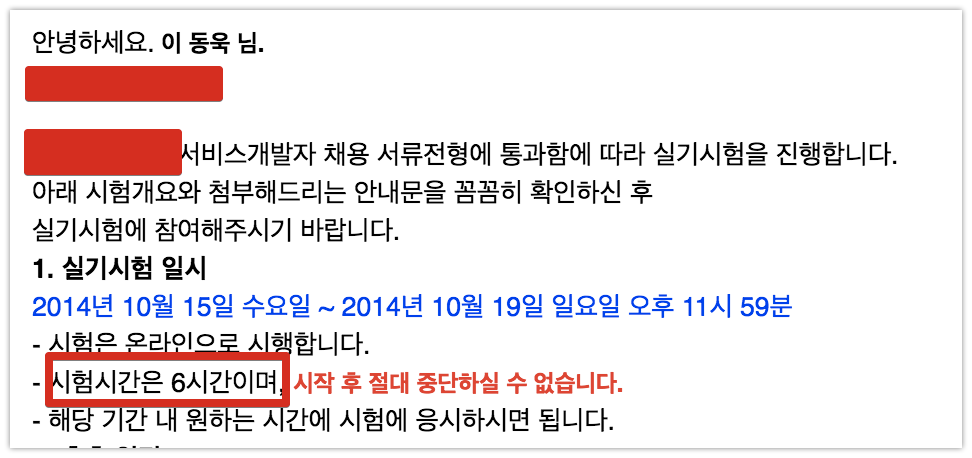 안녕하세요. 이 동욱 님.
서비스개발자 채용 서류전형에 통과함에 따라 실기시험을 진행합니다.
아래 시험개요와 첨부해드리는 안내문을 꼼꼼히 확인하신 후
실기시험에 참여해주시기 바랍니다.
1. 실기시험 일시
2014년 10월 15일 수요일 ~ 2014년 10월 19일 일요일 오후 11시 59분
- 시험은 온라인으로 시행합니다.
- 시험시간은 6시간이며, 시작 후 절대 중단하실 수 없습니다.
- 해당 기간 내 원하는 시간에 시험에 응시하시면 됩니다.